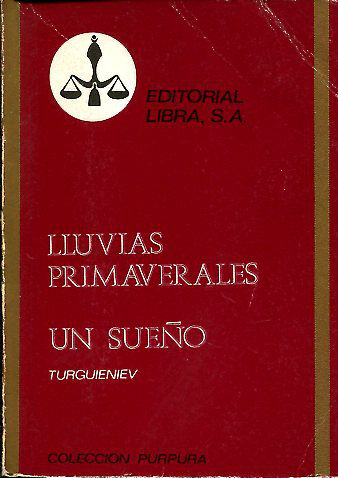 EDITORIAL
LIBRA, S.A.
LLUVIAS
PRIMAVERALES
UN SUEÑO
TURGUIENIEV
COLECCION PURPURA